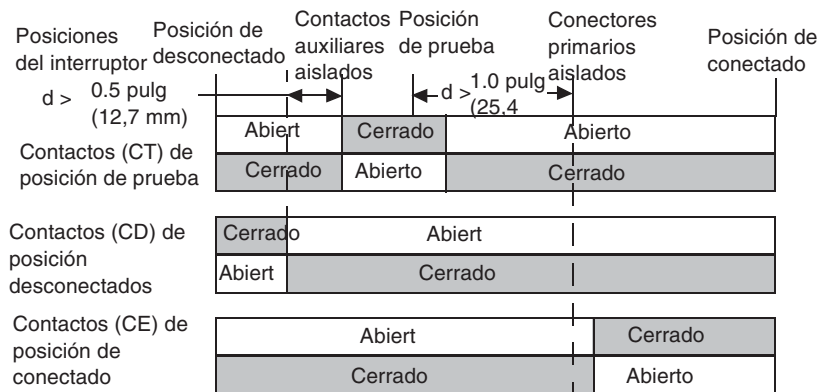 Posiciones
del interruptor
Posición de
desconectado
Contactos
auxiliares
aislados
Posición
de prueba
Conectores
primarios
aislados
Posición de
conectado
d > 0.5 pulg
(12,7 mm)
d > 1.0 pulg
(25,4
Contactos (CT) de
posición de prueba
Abiert Cerrado Abierto
Cerrado Abierto Cerrado
Contactos (CD) de
posición
desconectados
Cerrado Abiert
Abiert Cerrado
Contactos (CE) de
posición de
conectado
Abiert Cerrado
Cerrado Abierto